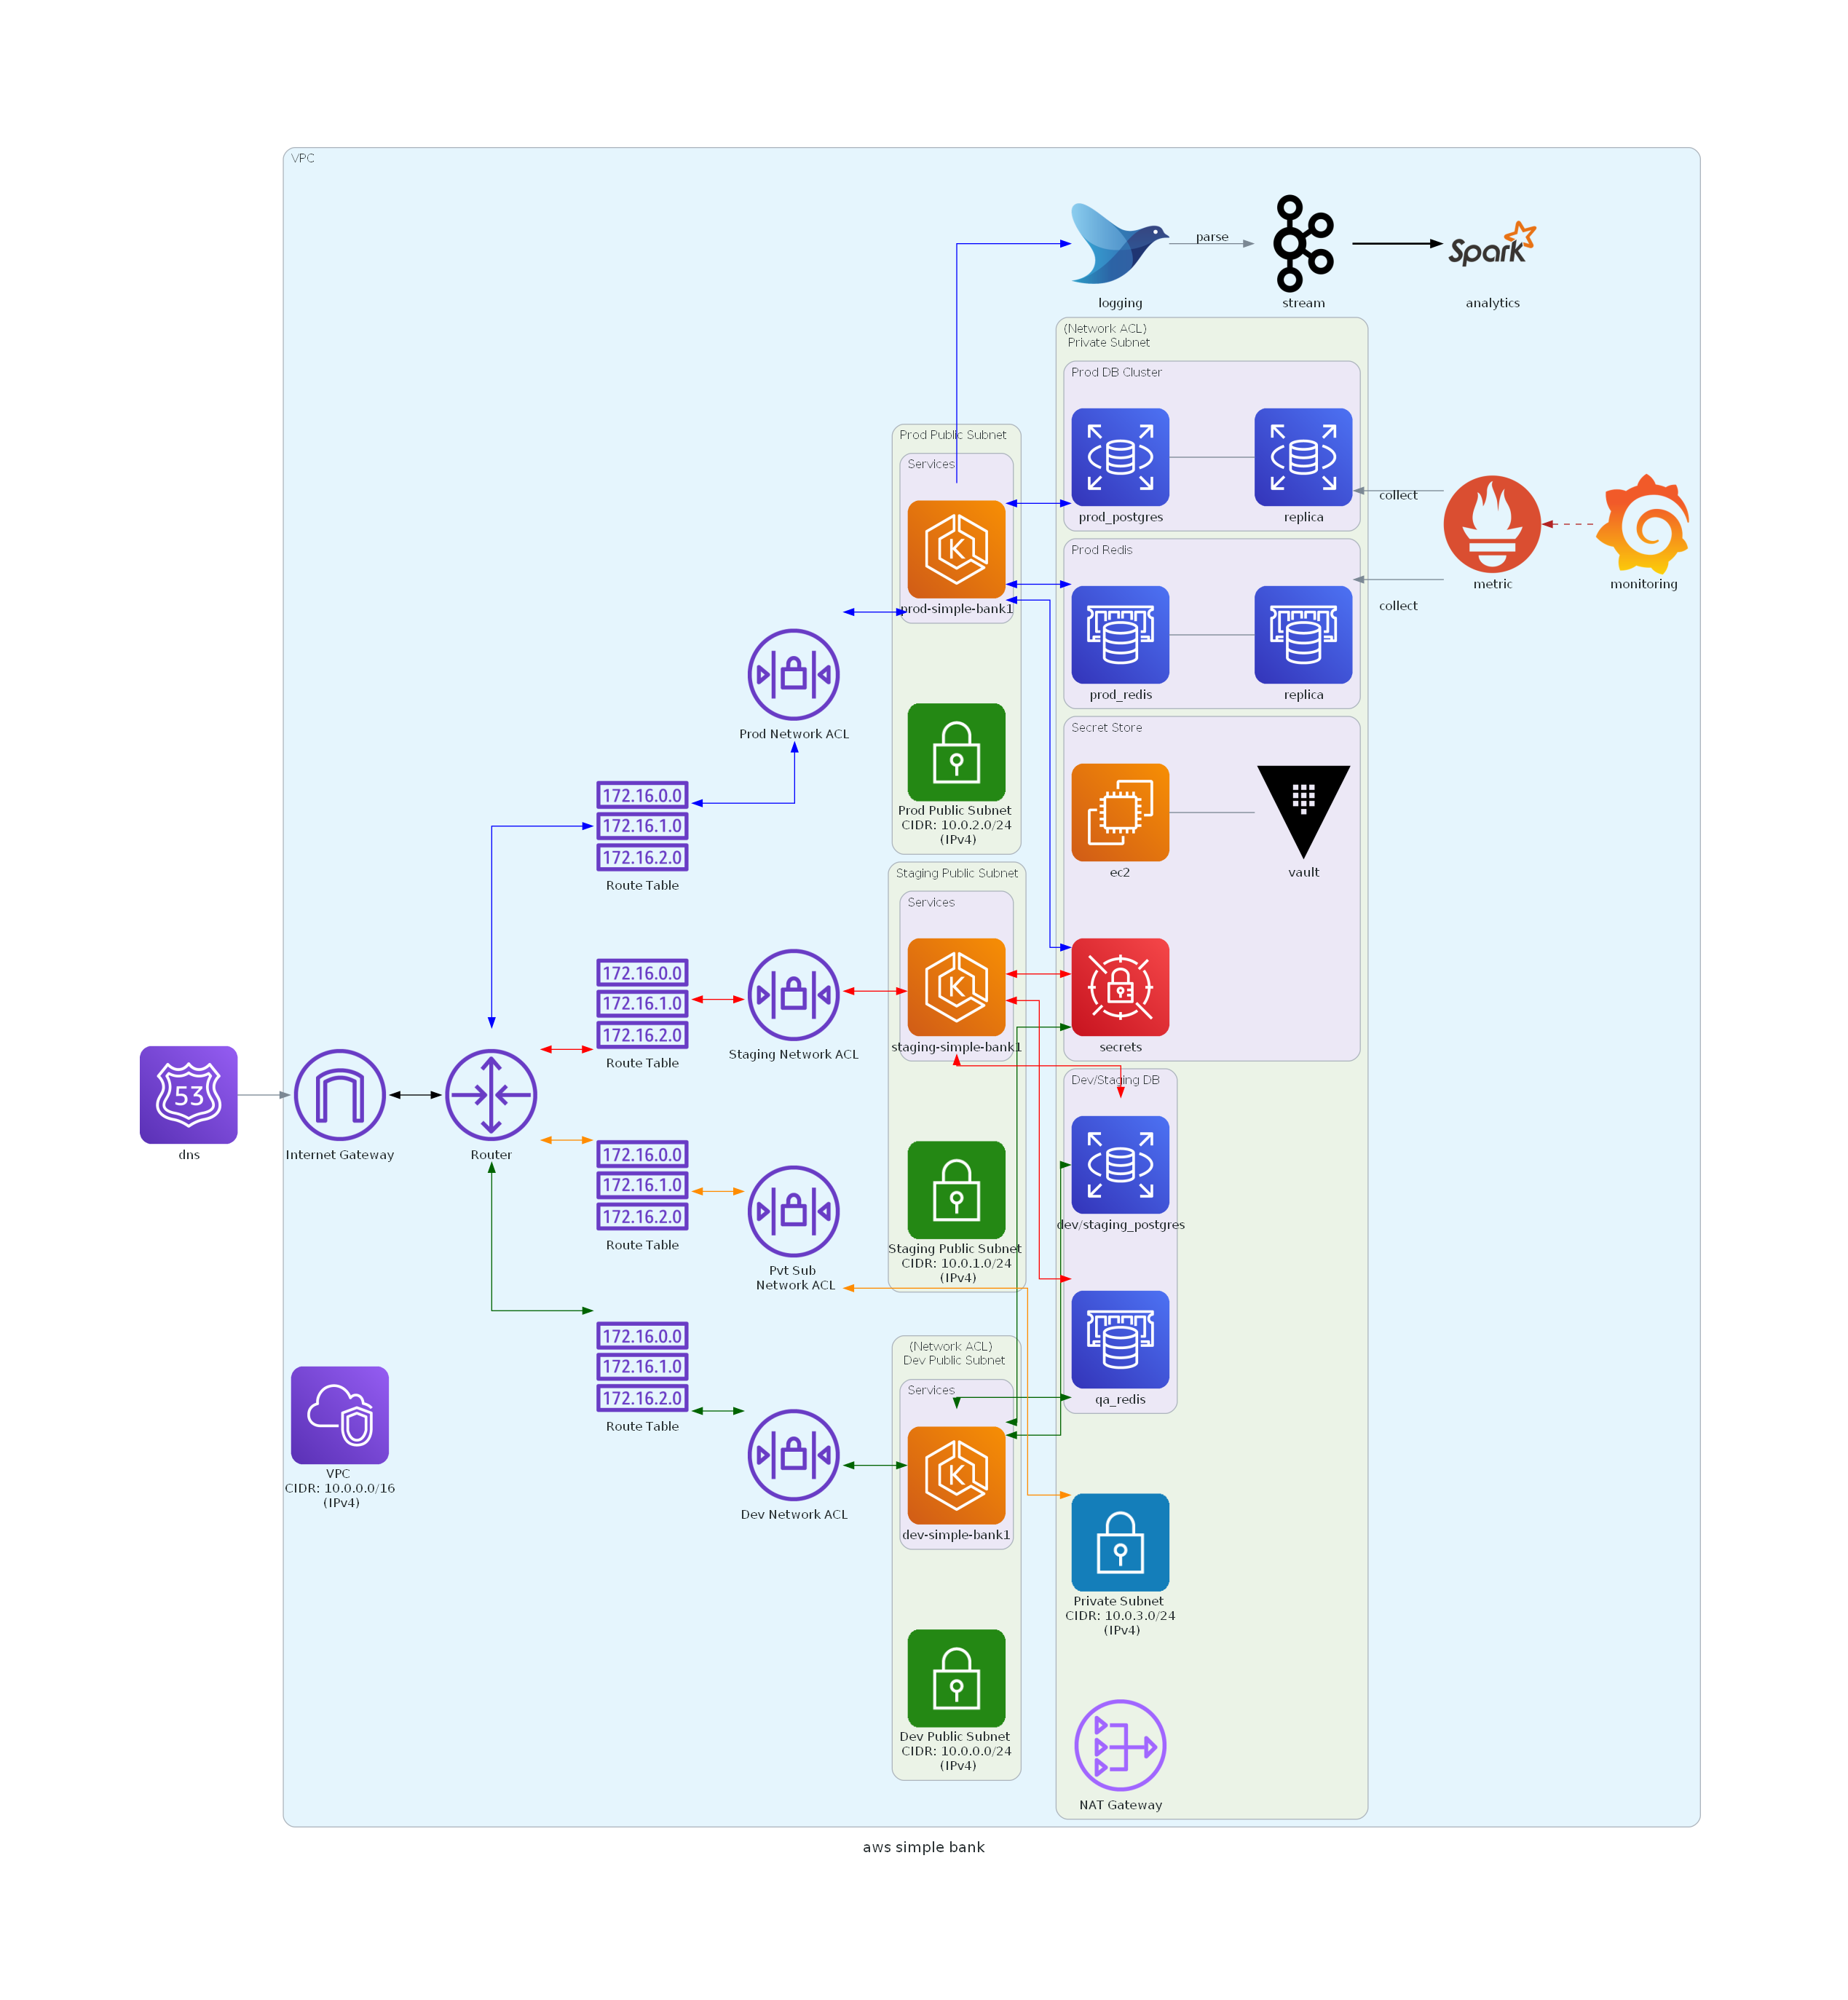 VPC
logging
parse
stream
Spark
analytics
(Network ACL)
Private Subnet
Prod DB Cluster
prod_postgres
replica
collect
metric
monitoring
Prod Redis
prod_redis
replica
collect
Prod Public Subnet
Services
K
prod-simple-bank1
Prod Network ACL
Prod Public Subnet
CIDR: 10.0.2.0/24
(IPv4)
Secret Store
ec2
vault
secrets
172.16.0.0
172.16.1.0
172.16.2.0
Route Table
Staging Public Subnet
Services
K
staging-simple-bank1
172.16.0.0
172.16.1.0
172.16.2.0
Route Table
Staging Network ACL
53
dns
Internet Gateway
Router
Staging Public Subnet
CIDR: 10.0.1.0/24
(IPv4)
Dev/Staging DB
dev/staging_postgres
qa_redis
172.16.0.0
172.16.1.0
172.16.2.0
Route Table
Pvt Sub
Network ACL
172.16.0.0
172.16.1.0
172.16.2.0
Route Table
(Network ACL)
Dev Public Subnet
Services
K
dev-simple-bank1
Dev Network ACL
VPC
CIDR: 10.0.0.0/16
(IPv4)
Private Subnet
CIDR: 10.0.3.0/24
(IPv4)
Dev Public Subnet
CIDR: 10.0.0.0/24
(IPv4)
NAT Gateway
aws simple bank